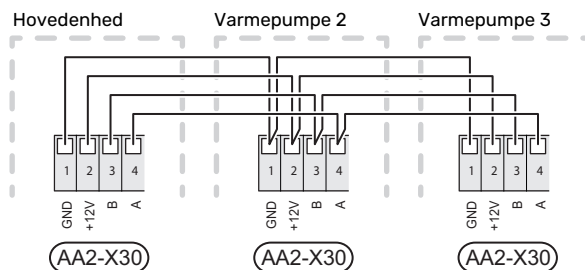 Hovedenhed Varmepumpe 2 Varmepumpe 3
1 2 3 4 1 2 3 4 1 2 3 4
GND +12V B A GND +12V B A GND +12V B A
AA2-X30 AA2-X30 AA2-X30